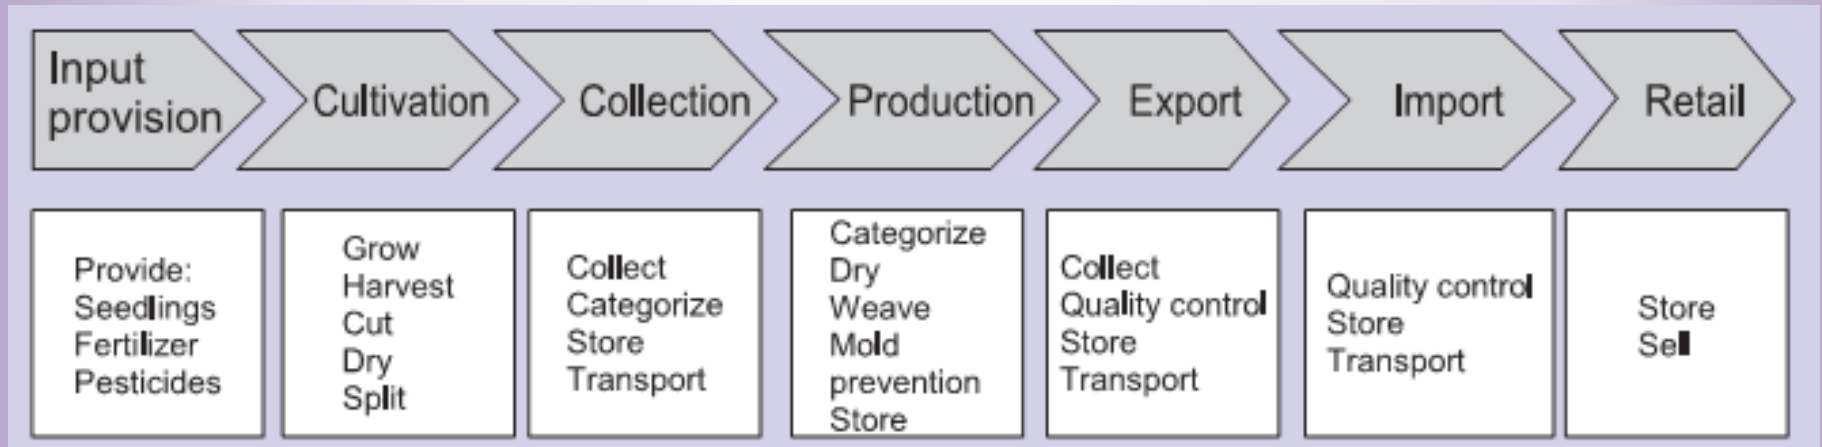 Input
provision
Cultivation
Collection
Production
Export
Import
Retail
Provide:
Seedlings
Fertilizer
Pesticides
Grow
Harvest
Cut
Dry
Split
Collect
Categorize
Store
Transport
Categorize
Dry
Weave
Mold
prevention
Store
Collect
Quality control
Store
Transport
Quality control
Store
Transport
Store
Sell